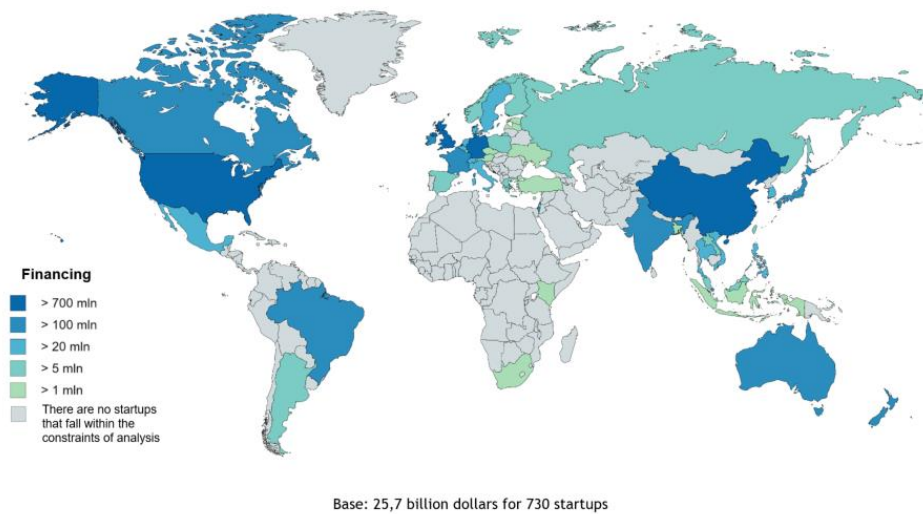 Financing
> 700 mln
> 100 mln
> 20 mln
> 5 mln
> 1 mln
There are no startups
that fall within the
constraints of analysis
Base: 25,7 billion dollars for 730 startups